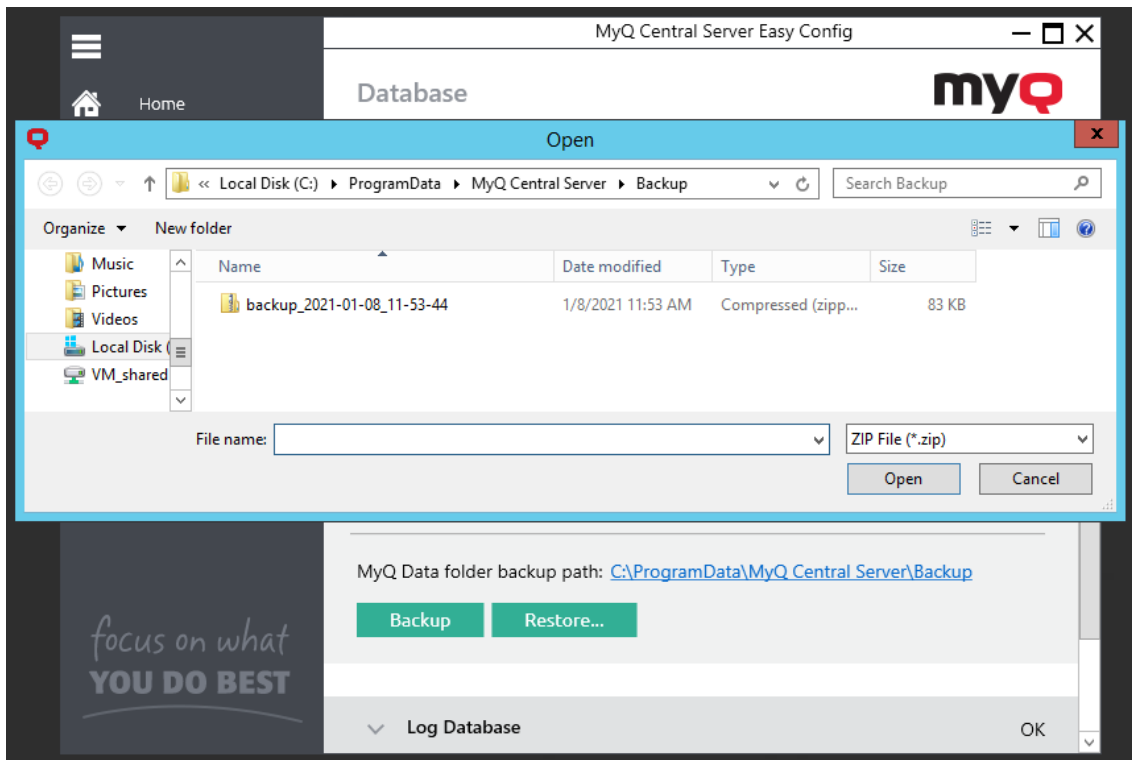 MyQ Central Server Easy Config
Home
Database
myQ
Open
x
« Local Disk (C:) ProgramData MyQ Central Server Backup
Search Backup
Organize New folder
Music
Pictures
Videos
Local Disk (
VM_shared
Name Date modified Type Size
backup_2021-01-08_11-53-44 1/8/2021 11:53 AM Compressed (zipp... 83 KB
File name: ZIP File (*.zip)
Open Cancel
MyQ Data folder backup path: C:\ProgramData\MyQ Central Server\Backup
Backup Restore...
focus on what
YOU DO BEST
Log Database OK